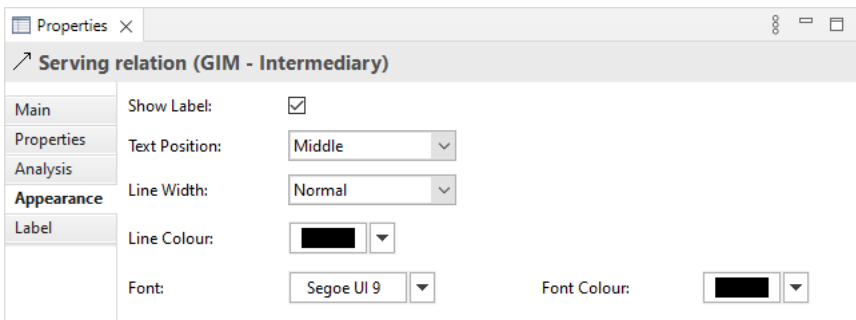 Properties
Serving relation (GIM - Intermediary)
Main
Properties
Analysis
Appearance
Label
Show Label:
Text Position: Middle
Line Width: Normal
Line Colour:
Font: Segoe UI 9 Font Colour: